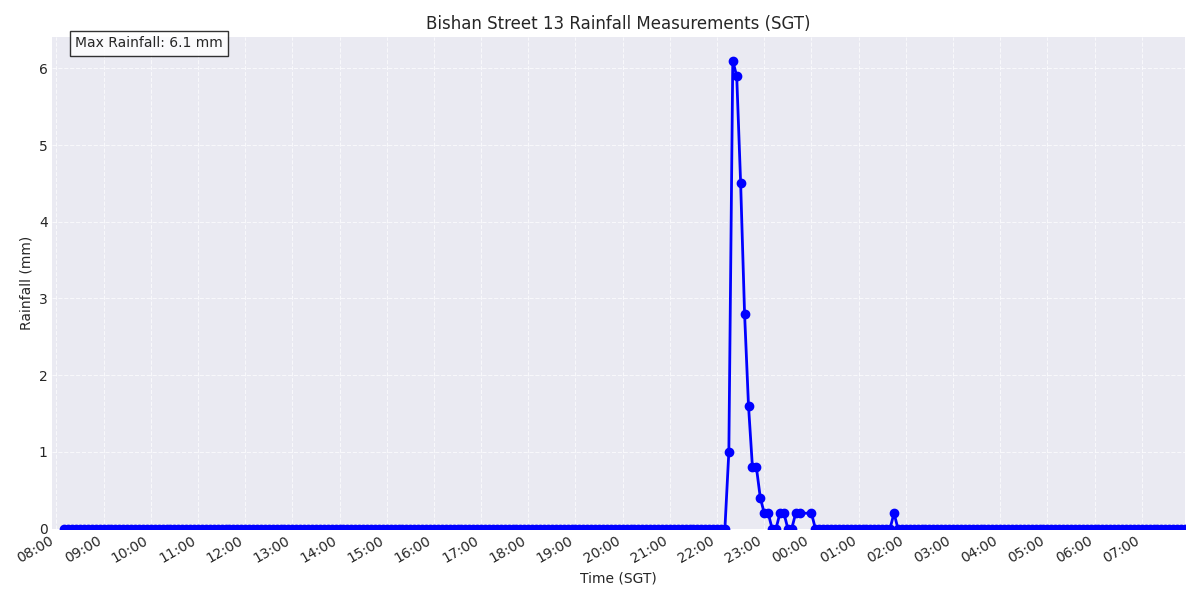 Bishan Street 13 Rainfall Measurements (SGT)
Max Rainfall: 6.1 mm
Rainfall (mm)
6
5
4
3
2
1
0
08:00 09:00 10:00 11:00 12:00 13:00 14:00 15:00 16:00 17:00 18:00 19:00 20:00 21:00 22:00 23:00 00:00 01:00 02:00 03:00 04:00 05:00 06:00 07:00
Time (SGT)